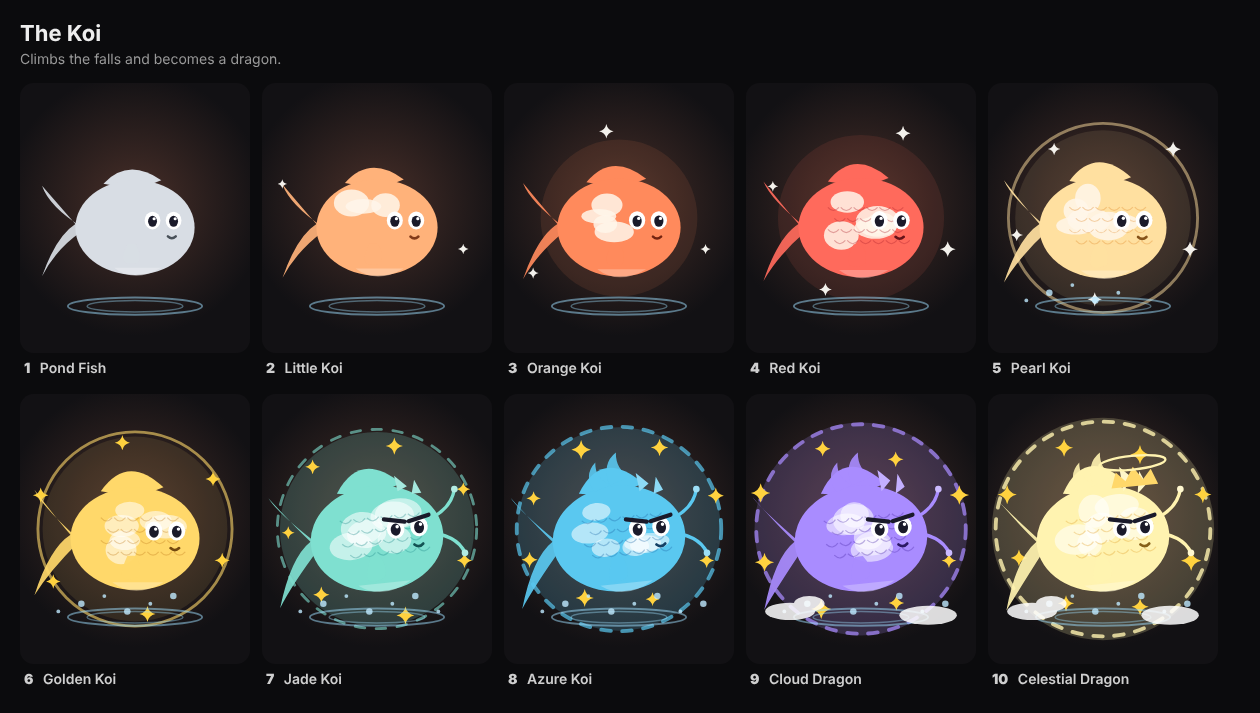 The Koi
Climbs the falls and becomes a dragon.
1 Pond Fish
2 Little Koi
3 Orange Koi
4 Red Koi
5 Pearl Koi
6 Golden Koi
7 Jade Koi
8 Azure Koi
9 Cloud Dragon
10 Celestial Dragon